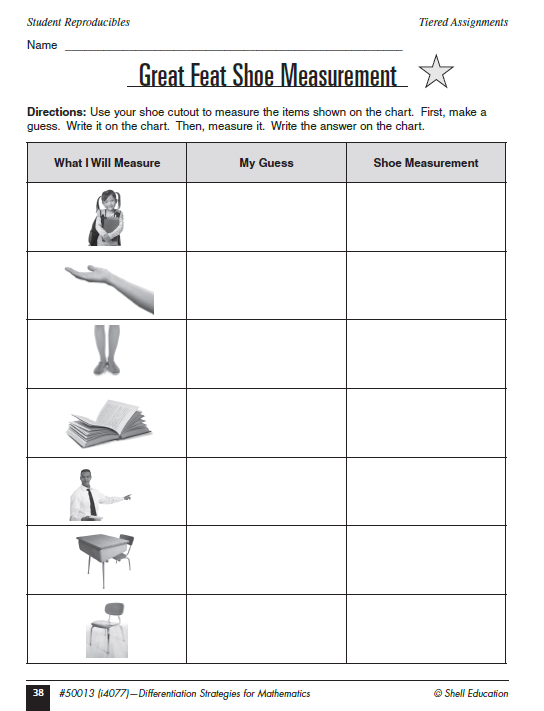 Student Reproducibles Tiered Assignments
Name
Great Feat Shoe Measurement
Directions: Use your shoe cutout to measure the items shown on the chart. First, make a
guess. Write it on the chart. Then, measure it. Write the answer on the chart.
What I Will Measure My Guess Shoe Measurement
38 #50013 (i4077)—Differentiation Strategies for Mathematics © Shell Education